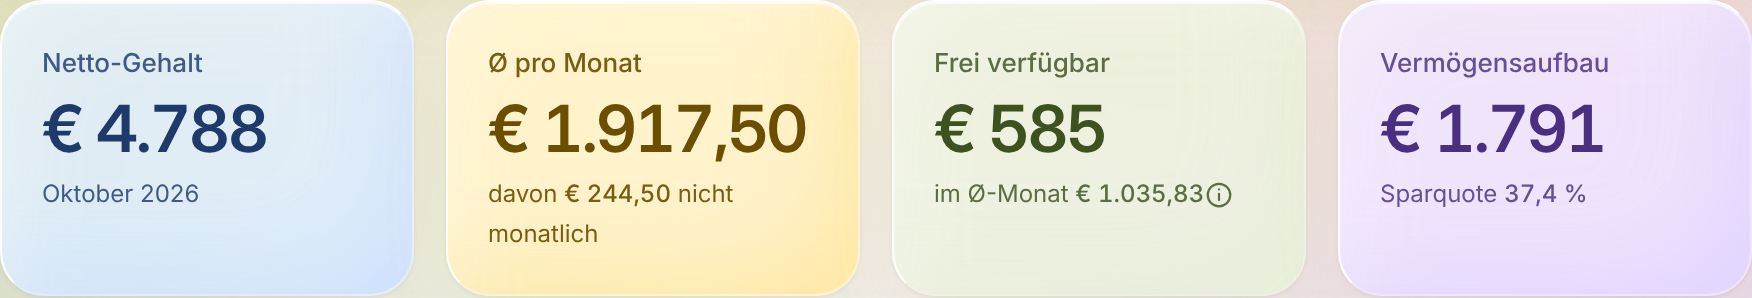 Netto-Gehalt
€ 4.788
Oktober 2026
Ø pro Monat
€ 1.917,50
davon € 244,50 nicht
monatlich
Frei verfügbar
€ 585
im Ø-Monat € 1.035,83
Vermögensaufbau
€ 1.791
Sparquote 37,4 %